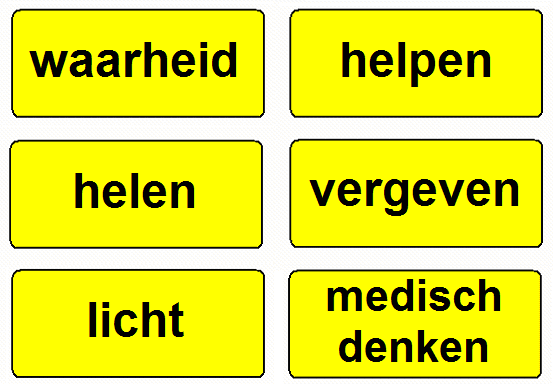 waarheid
helpen
helen
vergeven
licht
medisch
denken